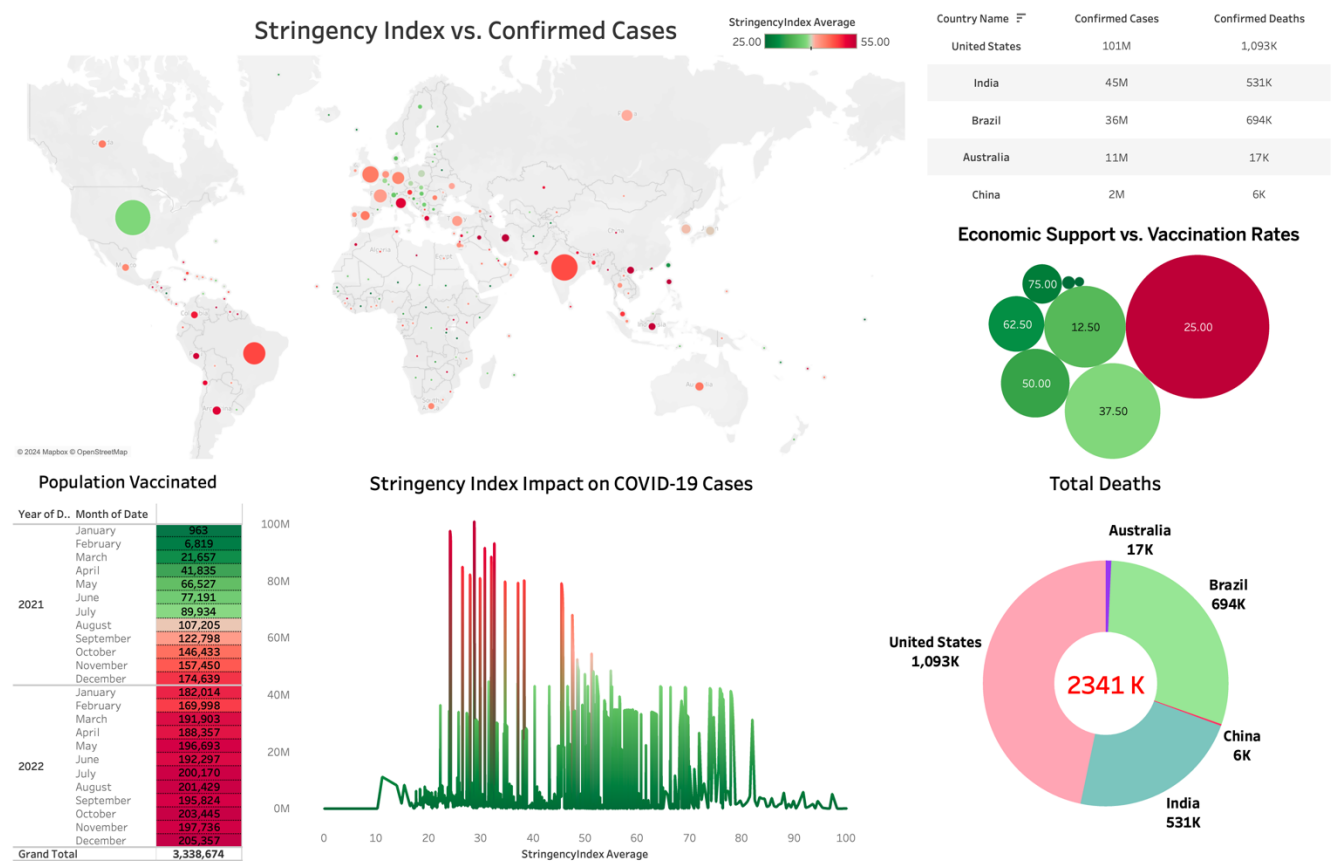 Stringency Index vs. Confirmed Cases
StringencyIndex Average
25.00 55.00
© 2024 Mapbox © OpenStreetMap
Country Name Confirmed Cases Confirmed Deaths
United States 101M 1,093K
India 45M 531K
Brazil 36M 694K
Australia 11M 17K
China 2M 6K
Economic Support vs. Vaccination Rates
75.00
62.50
12.50
25.00
50.00
37.50
Population Vaccinated
Year of D.. Month of Date
2021
January 963
February 6,819
March 21,657
April 41,835
May 66,527
June 77,191
July 89,934
August 107,205
September 122,798
October 146,433
November 157,450
December 174,639
2022
January 182,014
February 169,998
March 191,903
April 188,357
May 196,693
June 192,297
July 200,170
August 201,429
September 195,824
October 203,445
November 197,736
December 205,357
Grand Total 3,338,674
Stringency Index Impact on COVID-19 Cases
100M
80M
60M
40M
20M
0M
0 10 20 30 40 50 60 70 80 90 100
StringencyIndex Average
Total Deaths
Australia
17K
Brazil
694K
United States
1,093K
2341 K
China
6K
India
531K